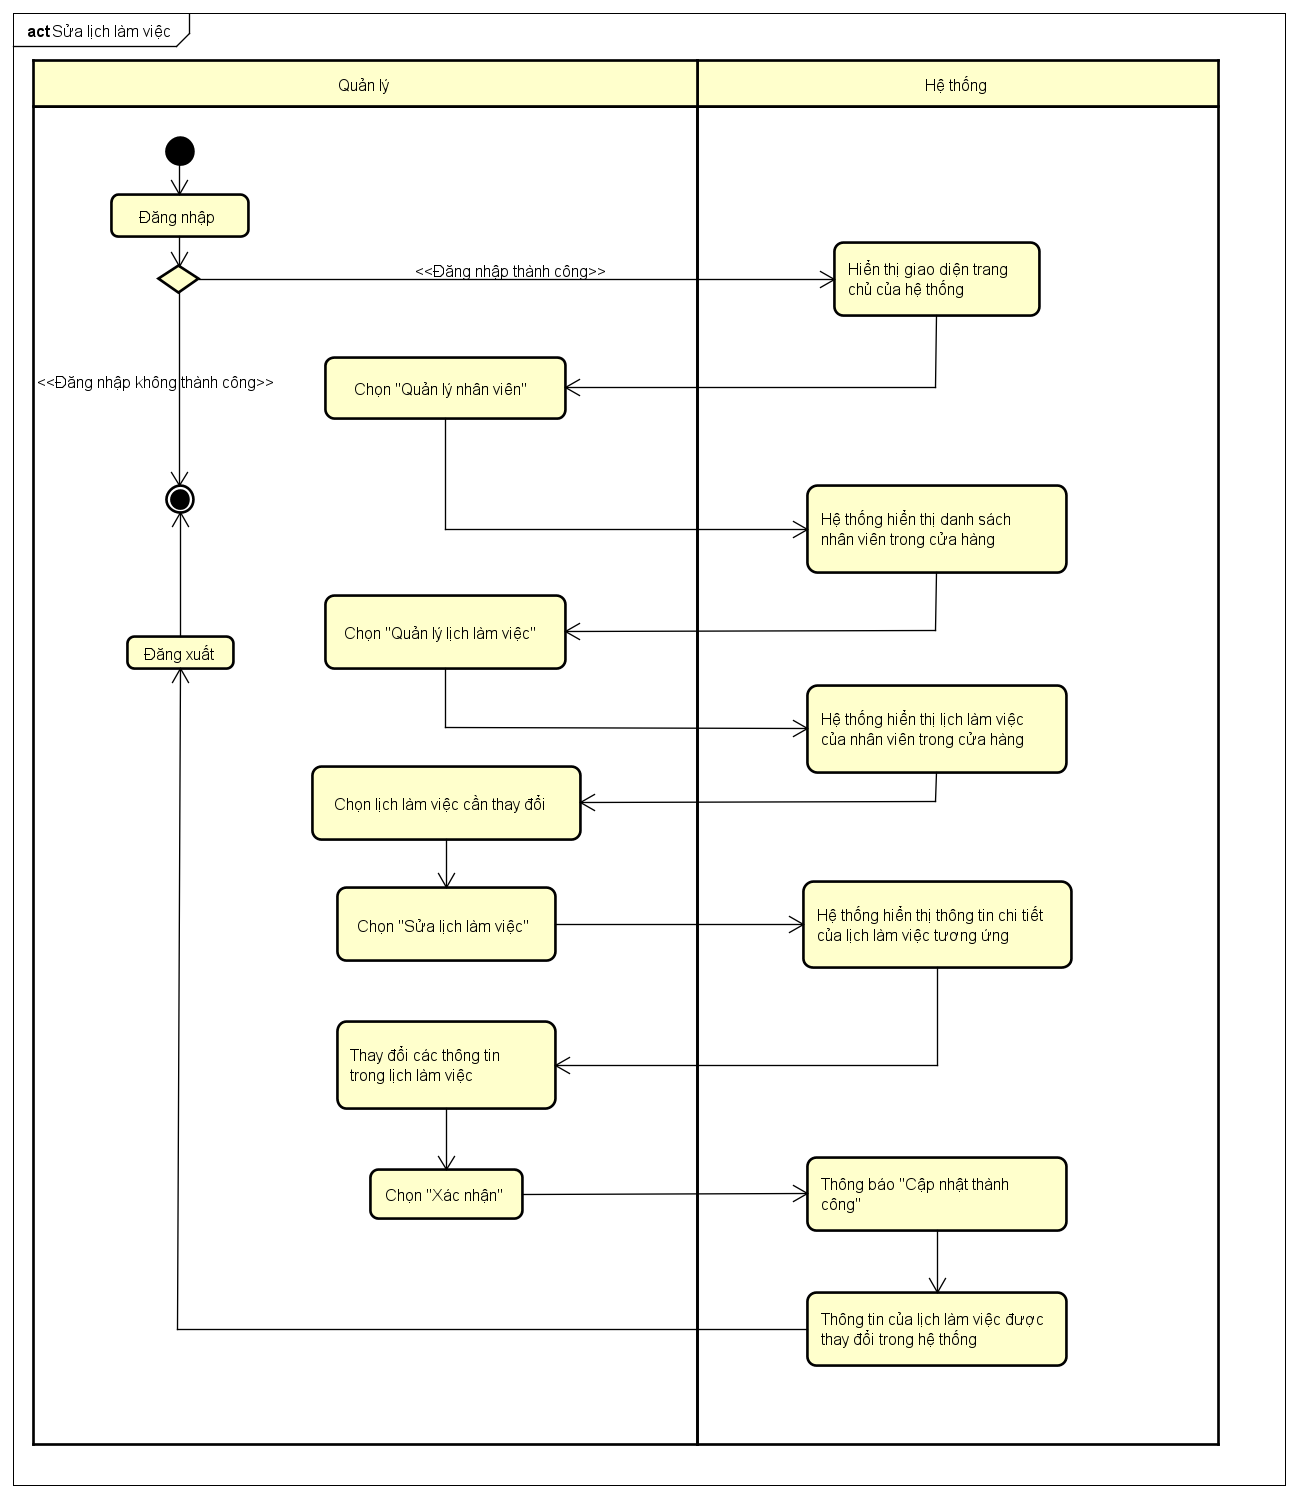 act Sửa lịch làm việc
Quản lý
Hệ thống
Đăng nhập
<<Đăng nhập thành công>>
Hiển thị giao diện trang
chủ của hệ thống
<<Đăng nhập không thành công>>
Chọn "Quản lý nhân viên"
Hệ thống hiển thị danh sách
nhân viên trong cửa hàng
Chọn "Quản lý lịch làm việc"
Đăng xuất
Hệ thống hiển thị lịch làm việc
của nhân viên trong cửa hàng
Chọn lịch làm việc cần thay đổi
Chọn "Sửa lịch làm việc"
Hệ thống hiển thị thông tin chi tiết
của lịch làm việc tương ứng
Thay đổi các thông tin
trong lịch làm việc
Chọn "Xác nhận"
Thông báo "Cập nhật thành
công"
Thông tin của lịch làm việc được
thay đổi trong hệ thống